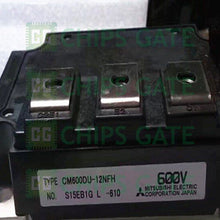 CHIPS GATE
TYPE CM600DU-12NFH
600V
NO. S15EB1G L -610
MITSUBISHI ELECTRIC
CORPORATION JAPAN